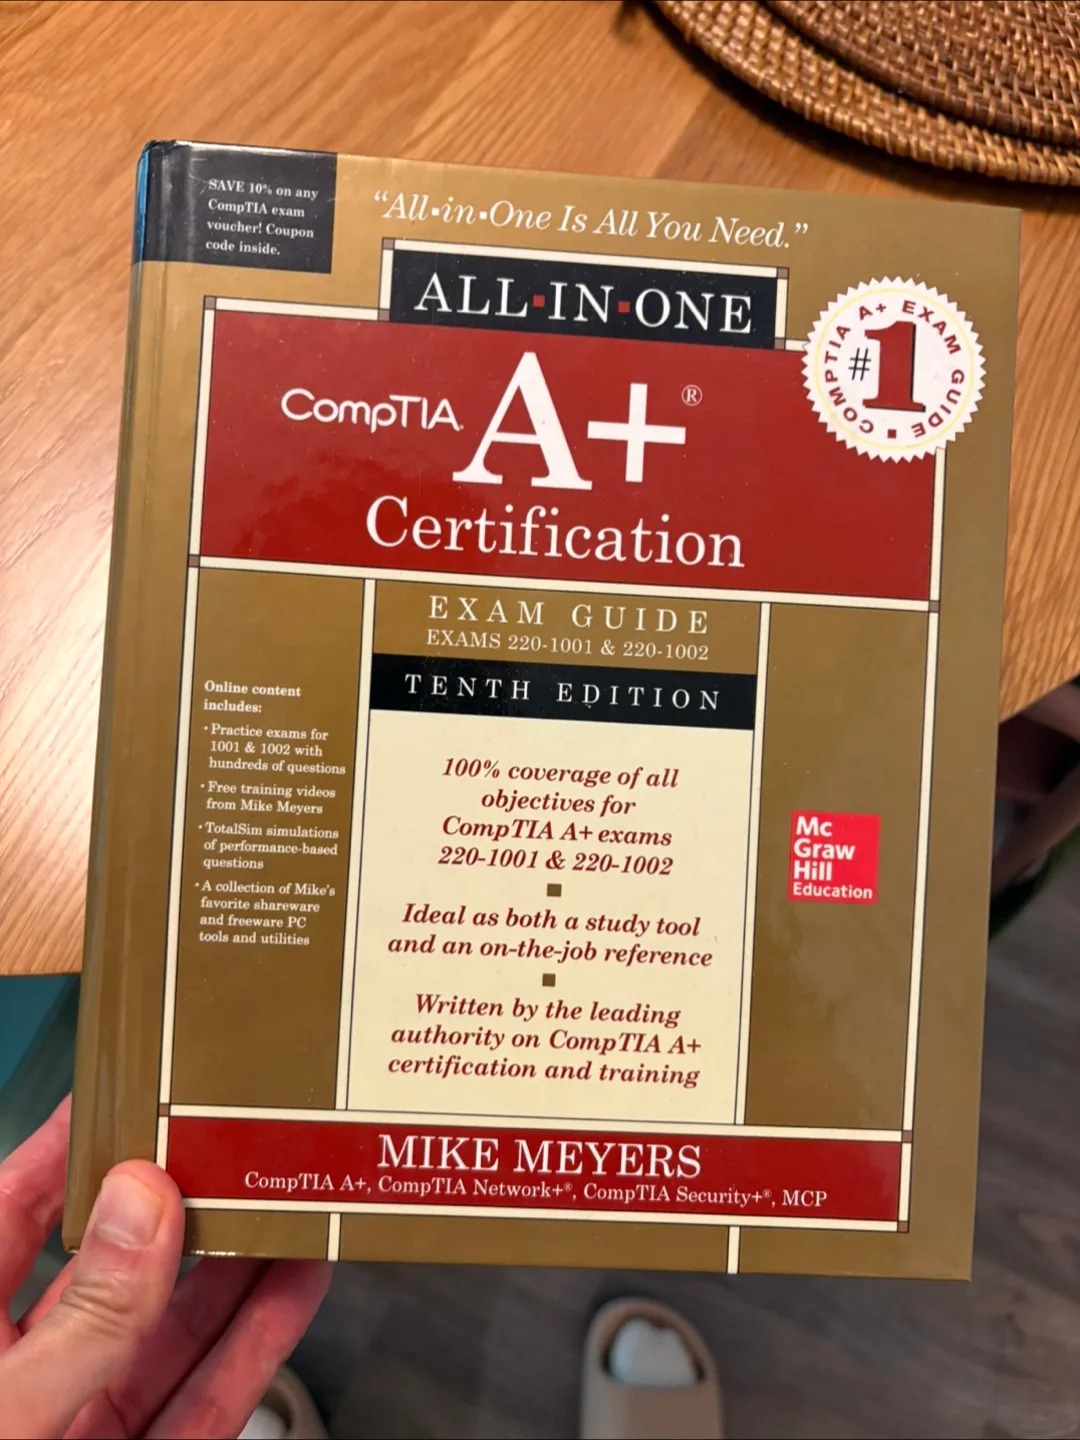 SAVE 10% on any
CompTIA exam
voucher! Coupon
code inside.
“All-in-One Is All You Need.”
ALL-IN-ONE
COMPTIA A+ EXAM GUIDE
#1
CompTIA.
A+®
Certification
EXAM GUIDE
EXAMS 220-1001 & 220-1002
TENTH EDITION
Online content
includes:
• Practice exams for
1001 & 1002 with
hundreds of questions
• Free training videos
from Mike Meyers
• TotalSim simulations
of performance-based
questions
• A collection of Mike's
favorite shareware
and freeware PC
tools and utilities
100% coverage of all
objectives for
CompTIA A+ exams
220-1001 & 220-1002
Ideal as both a study tool
and an on-the-job reference
Written by the leading
authority on CompTIA A+
certification and training
Mc
Graw
Hill
Education
MIKE MEYERS
CompTIA A+, CompTIA Network+®, CompTIA Security+®, MCP